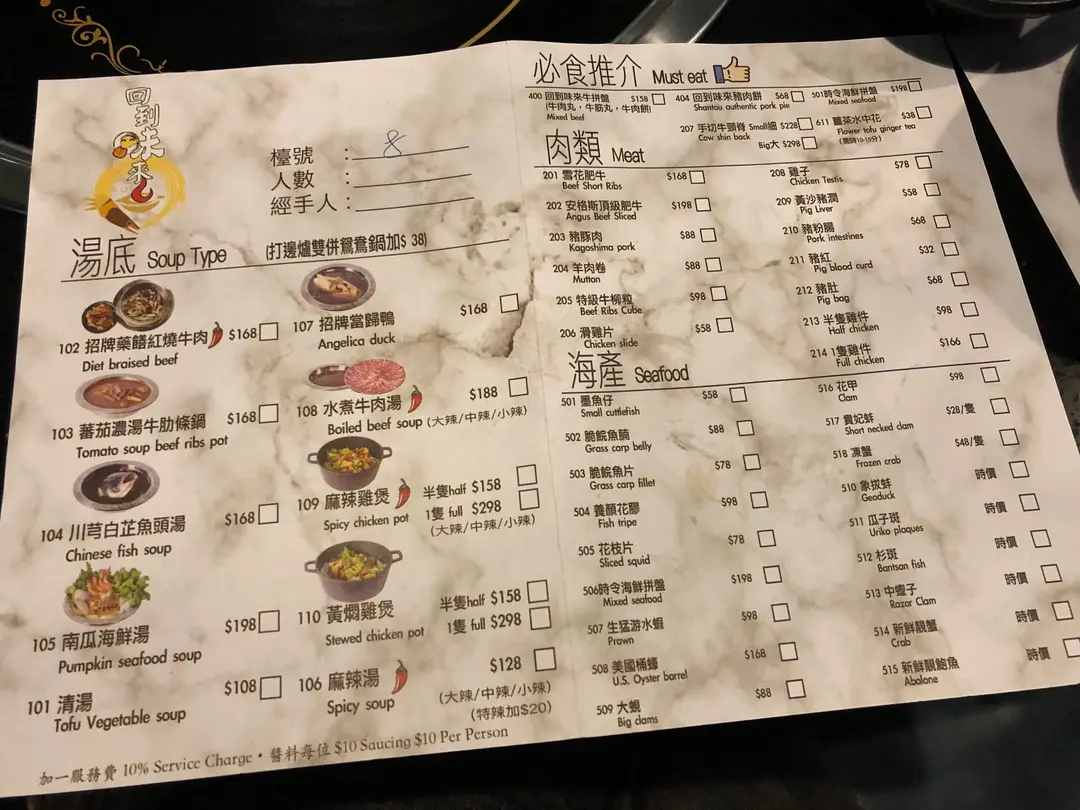 回到味來
檯號 : 8
人數 :
經手人 :
湯底 Soup Type (打邊爐雙併鴛鴦鍋加$ 38)
102 招牌藥饍紅燒牛肉 $168
Diet braised beef
103 蕃茄濃湯牛肋條鍋 $168
Tomato soup beef ribs pot
104 川芎白芷魚頭湯 $168
Chinese fish soup
105 南瓜海鮮湯 $198
Pumpkin seafood soup
101 清湯 $108
Tofu Vegetable soup
107 招牌當歸鴨 $168
Angelica duck
108 水煮牛肉湯 $188
Boiled beef soup (大辣/中辣/小辣)
109 麻辣雞煲 半隻half $158
Spicy chicken pot 1隻 full $298
(大辣/中辣/小辣)
110 黃燜雞煲 半隻half $158
Stewed chicken pot 1隻 full $298
106 麻辣湯 $128
Spicy soup (大辣/中辣/小辣)
(特辣加$20)
加一服務費 10% Service Charge • 醬料每位 $10 Saucing $10 Per Person
必食推介 Must eat
400 回到味來牛拼盤 $158
(牛肉丸，牛筋丸，牛肉餅)
Mixed beef
404 回到味來豬肉餅 $68
Shantou authentic pork pie
501時令海鮮拼盤 $198
Mixed seafood
207 手切牛頸脊 Small細 $228
Cow shin back Big大 $298
611 薑茶水中花 $38
Flower tofu ginger tea
(需時10-15分)
肉類 Meat
201 雪花肥牛 $168
Beef Short Ribs
202 安格斯頂級肥牛 $198
Angus Beef Sliced
203 豬豚肉 $88
Kagoshima pork
204 羊肉卷 $88
Mutton
205 特級牛柳粒 $98
Beef Ribs Cube
206 滑雞片 $58
Chicken slide
208 雞子 $78
Chicken Testis
209 黃沙豬潤 $58
Pig Liver
210 豬粉腸 $68
Pork intestines
211 豬紅 $32
Pig blood curd
212 豬肚 $68
Pig bag
213 半隻雞件 $98
Half chicken
214 1隻雞件 $166
Full chicken
海產 Seafood
501 墨魚仔 $58
Small cuttlefish
502 脆脘魚腩 $88
Grass carp belly
503 脆脘魚片 $78
Grass carp fillet
504 養顏花膠 $98
Fish tripe
505 花枝片 $78
Sliced squid
506時令海鮮拼盤 $198
Mixed seafood
507 生猛游水蝦 $98
Prawn
508 美國桶蠔 $168
U.S. Oyster barrel
509 大蜆 $88
Big clams
516 花甲 $98
Clam
517 貴妃蚌 $28/隻
Short necked clam
518 凍蟹 $48/隻
Frozen crab
510 象拔蚌 時價
Geoduck
511 瓜子斑 時價
Uriko plaques
512 杉斑 時價
Bantsan fish
513 中蟶子 時價
Razor Clam
514 新鮮靚蟹 時價
Crab
515 新鮮靚鮑魚 時價
Abalone